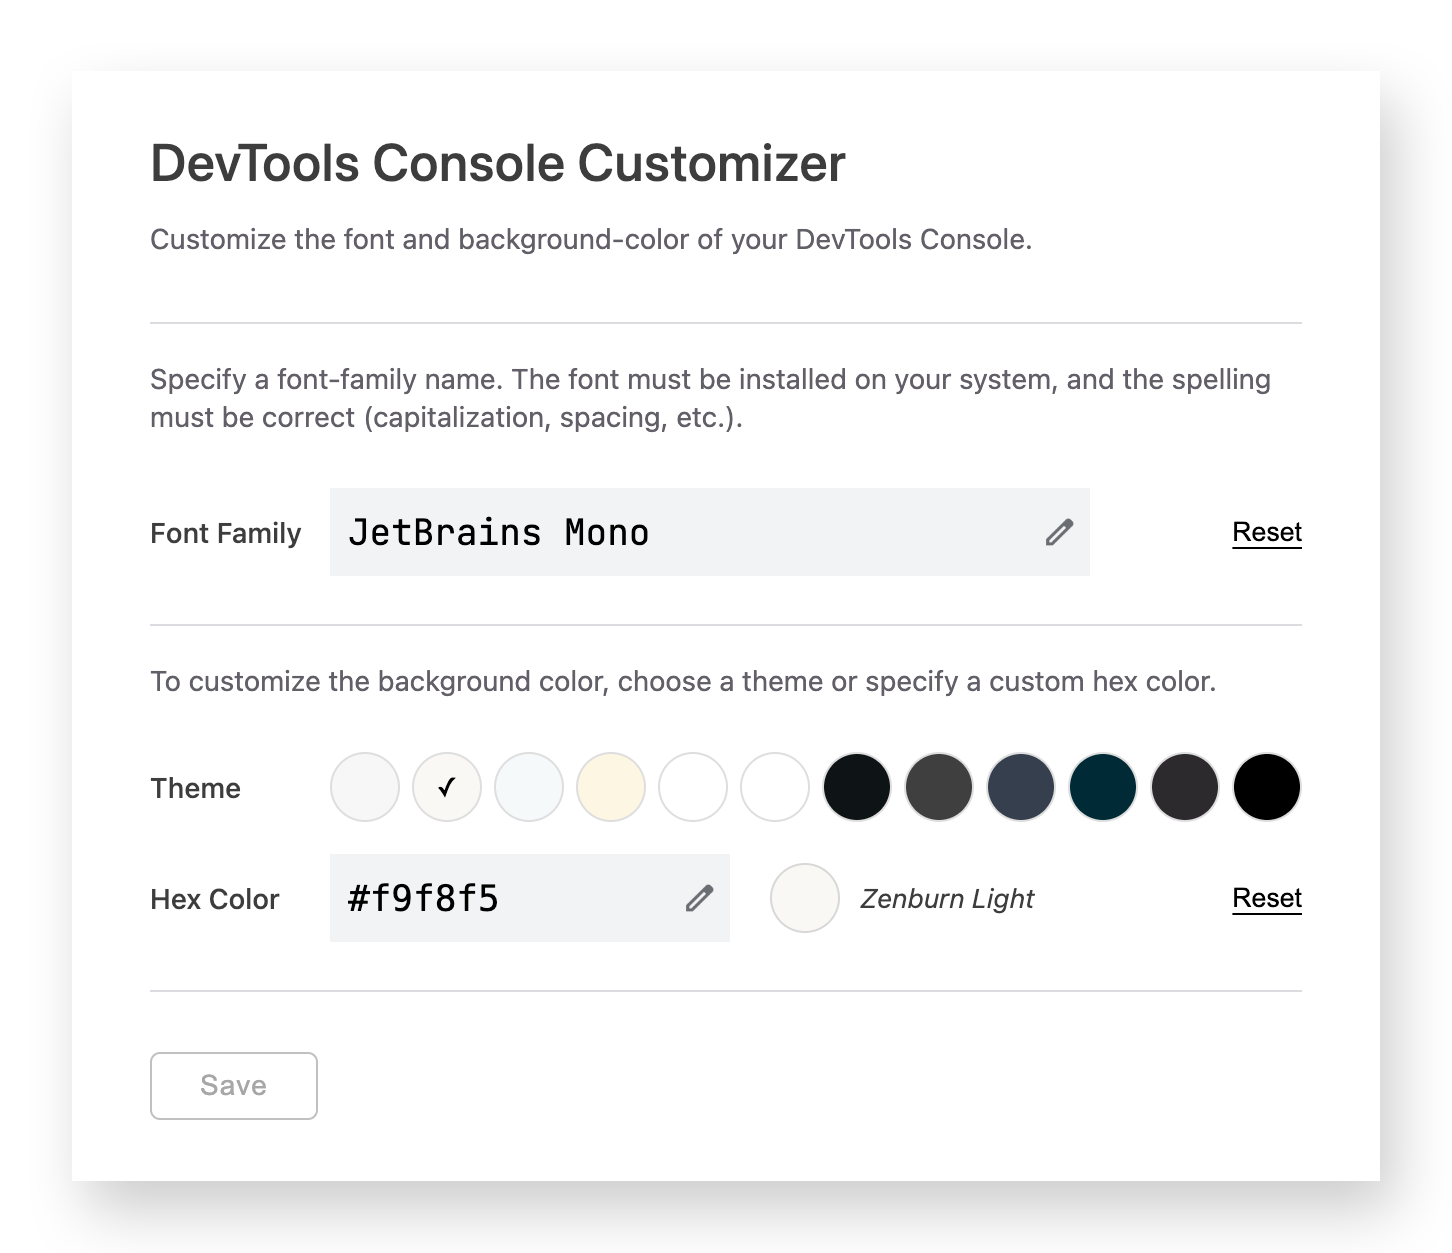 DevTools Console Customizer
Customize the font and background-color of your DevTools Console.
Specify a font-family name. The font must be installed on your system, and the spelling
must be correct (capitalization, spacing, etc.).
Font Family JetBrains Mono Reset
To customize the background color, choose a theme or specify a custom hex color.
Theme ✓
Hex Color #f9f8f5 Zenburn Light Reset
Save